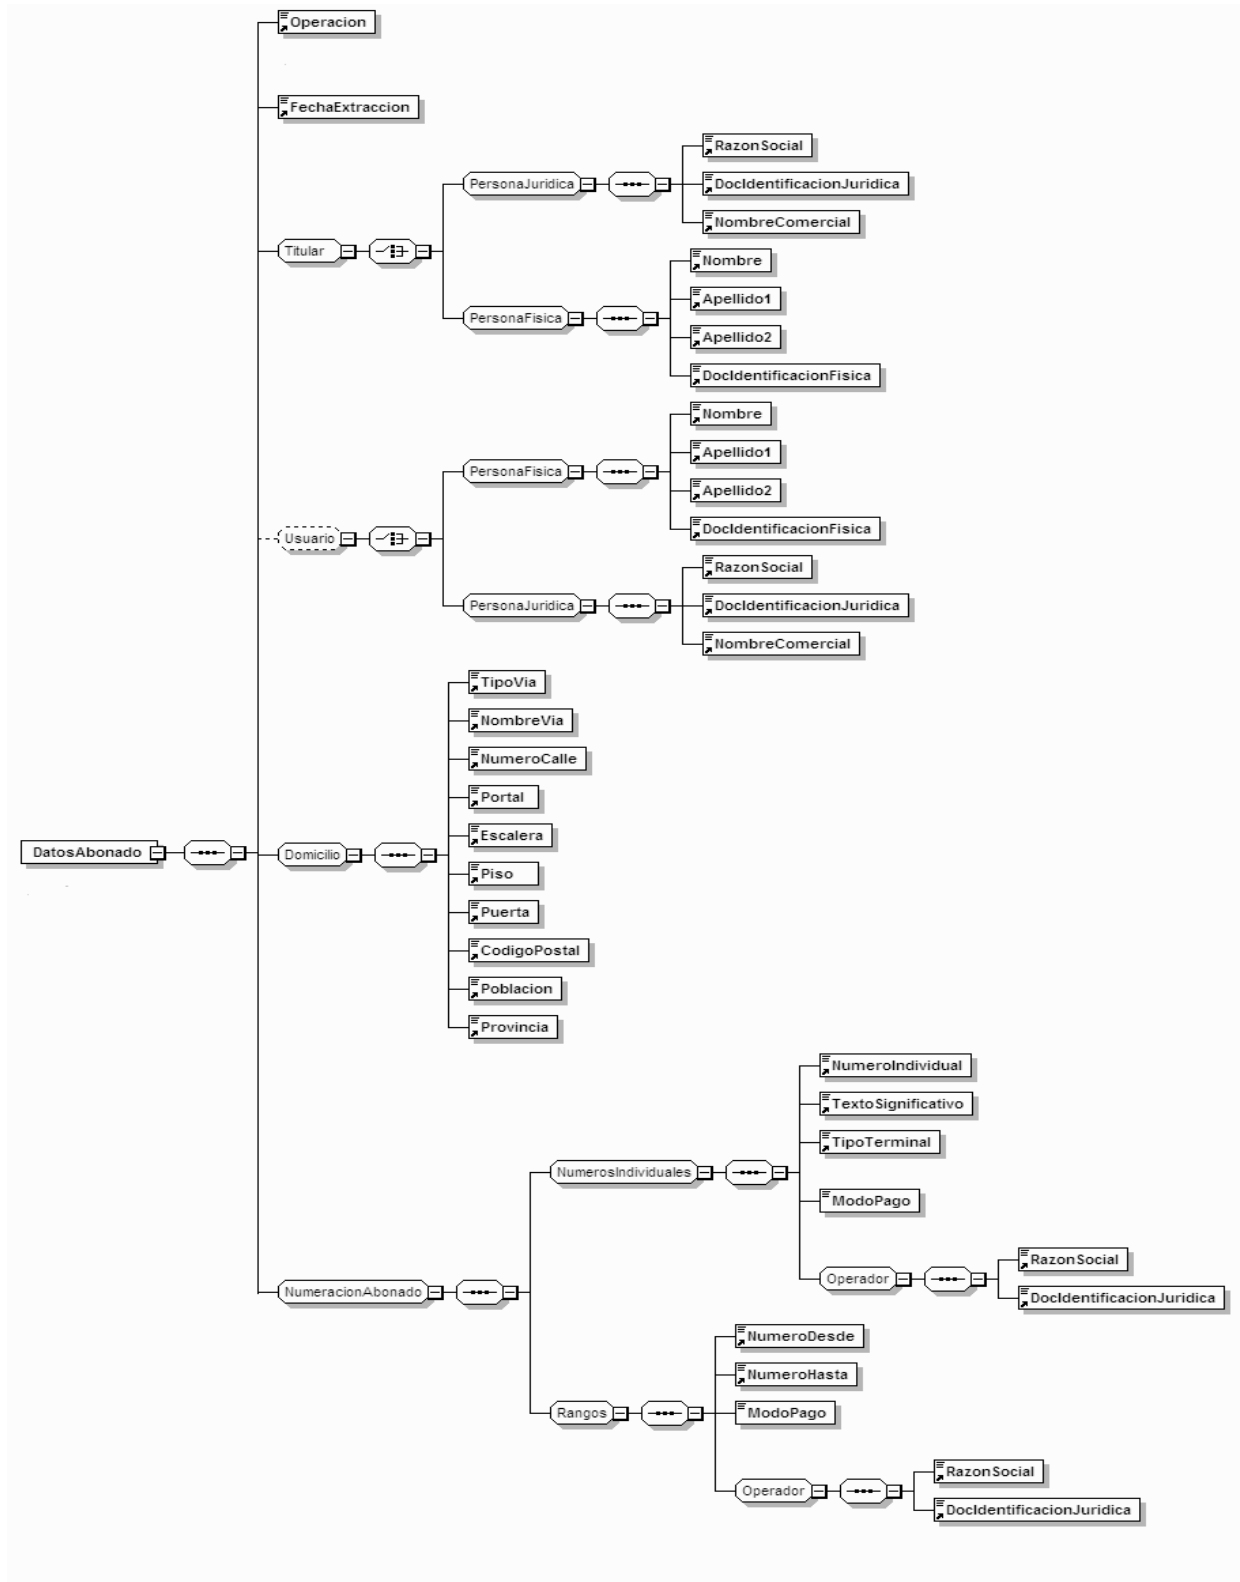 Operacion
FechaExtraccion
RazonSocial
PersonaJuridica
DocIdentificacionJuridica
NombreComercial
Titular
Nombre
Apellido1
PersonaFisica
Apellido2
DocIdentificacionFisica
Nombre
Apellido1
PersonaFisica
Apellido2
DocIdentificacionFisica
Usuario
RazonSocial
PersonaJuridica
DocIdentificacionJuridica
NombreComercial
TipoVia
NombreVia
NumeroCalle
Portal
Escalera
DatosAbonado
Domicilio
Piso
Puerta
CodigoPostal
Poblacion
Provincia
NumeroIndividual
TextoSignificativo
TipoTerminal
NumerosIndividuales
ModoPago
RazonSocial
Operador
DocIdentificacionJuridica
NumeracionAbonado
NumeroDesde
NumeroHasta
Rangos
ModoPago
RazonSocial
Operador
DocIdentificacionJuridica